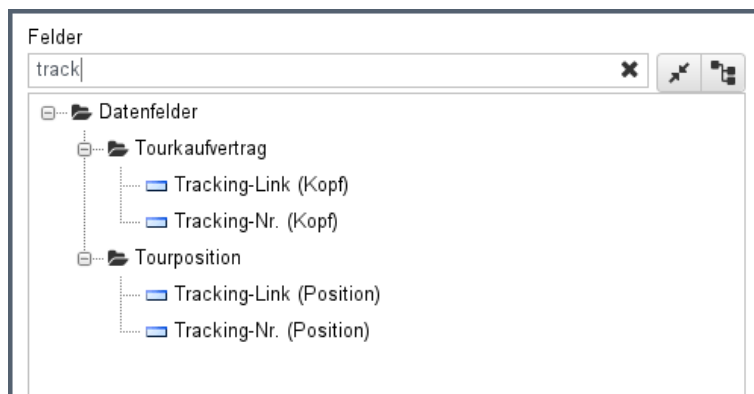 Felder
track
Datenfelder
Tourkaufvertrag
Tracking-Link (Kopf)
Tracking-Nr. (Kopf)
Tourposition
Tracking-Link (Position)
Tracking-Nr. (Position)